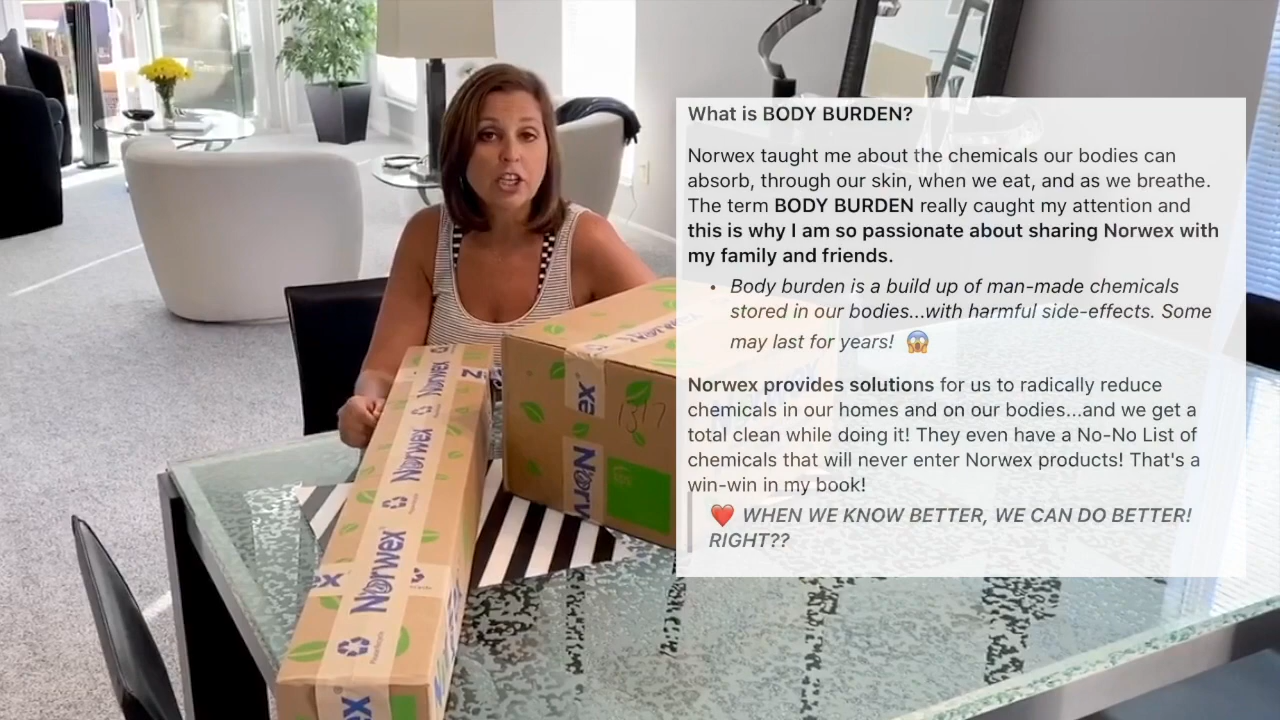 What is BODY BURDEN?
Norwex taught me about the chemicals our bodies can
absorb, through our skin, when we eat, and as we breathe.
The term BODY BURDEN really caught my attention and
this is why I am so passionate about sharing Norwex with
my family and friends.
• Body burden is a build up of man-made chemicals
stored in our bodies...with harmful side-effects. Some
may last for years! 😱
Norwex provides solutions for us to radically reduce
chemicals in our homes and on our bodies...and we get a
total clean while doing it! They even have a No-No List of
chemicals that will never enter Norwex products! That's a
win-win in my book!
❤️ WHEN WE KNOW BETTER, WE CAN DO BETTER!
RIGHT??
Norwex
Norwex
Norwex
Norwex
ex
ex
ex.
Norw
1317